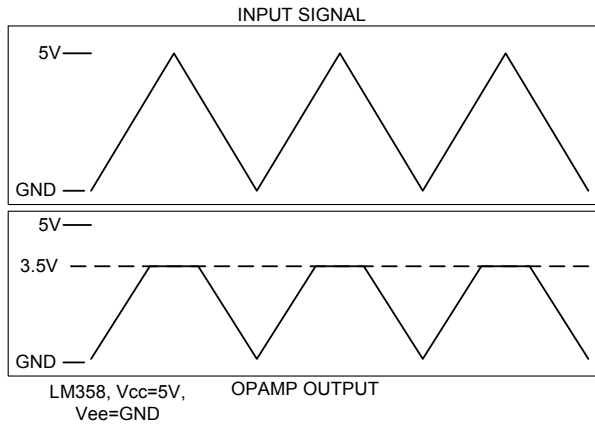 INPUT SIGNAL
5V
GND
5V
3.5V
GND
LM358, Vcc=5V,
Vee=GND
OPAMP OUTPUT